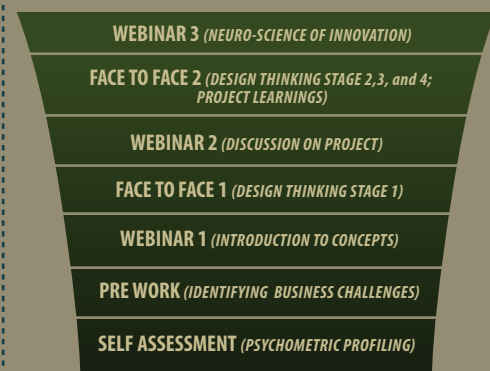 WEBINAR 3 (NEURO-SCIENCE OF INNOVATION)
FACE TO FACE 2 (DESIGN THINKING STAGE 2,3, and 4;
PROJECT LEARNINGS)
WEBINAR 2 (DISCUSSION ON PROJECT)
FACE TO FACE 1 (DESIGN THINKING STAGE 1)
WEBINAR 1 (INTRODUCTION TO CONCEPTS)
PRE WORK (IDENTIFYING BUSINESS CHALLENGES)
SELF ASSESSMENT (PSYCHOMETRIC PROFILING)